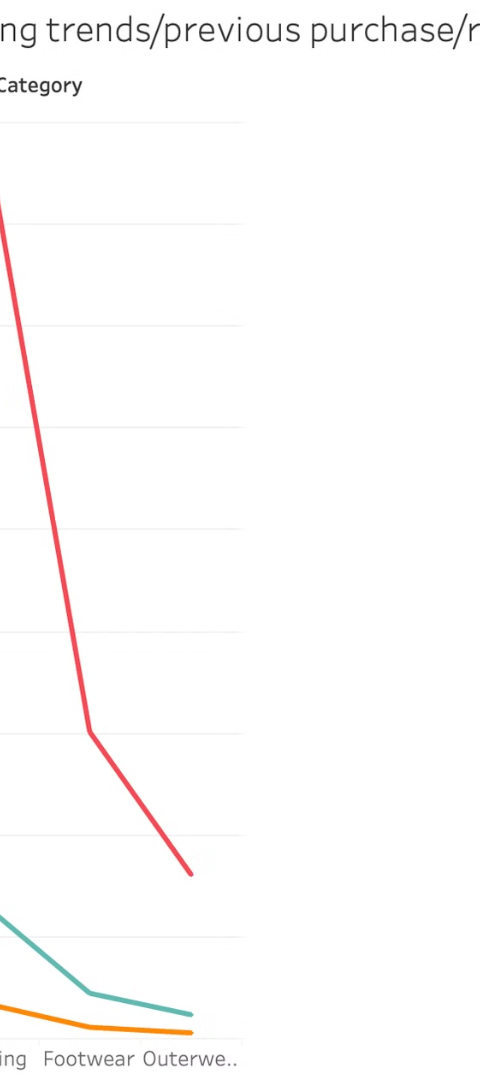 ng trends/previous purchase/r
Category
ing Footwear Outerwe..